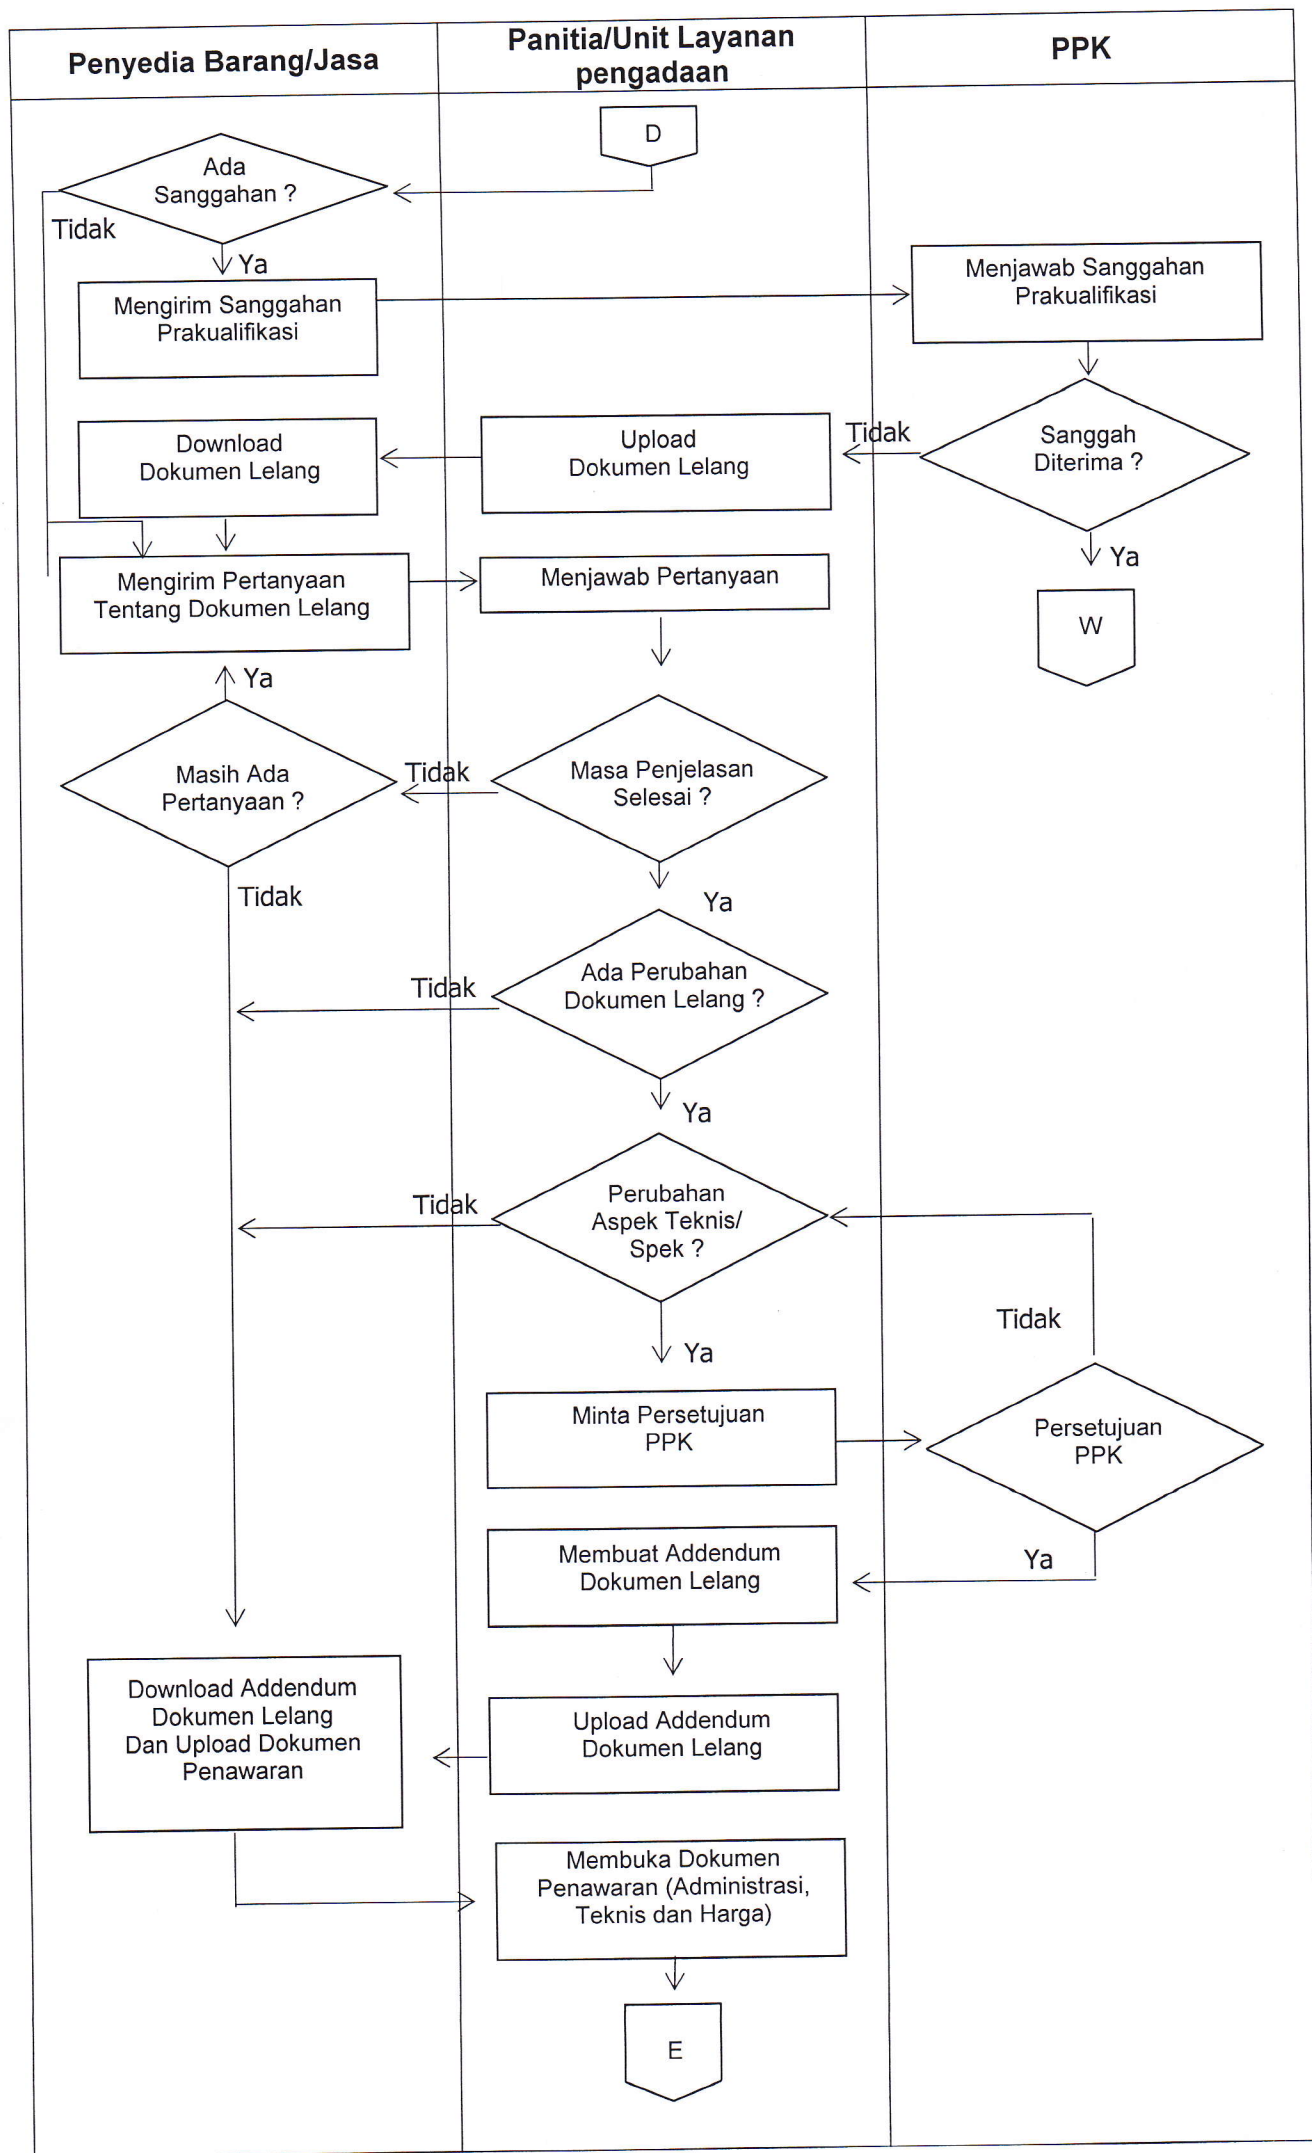 Penyedia Barang/Jasa
Panitia/Unit Layanan
pengadaan
PPK
D
Ada
Sanggahan ?
Tidak
Ya
Mengirim Sanggahan
Prakualifikasi
Menjawab Sanggahan
Prakualifikasi
Download
Dokumen Lelang
Upload
Dokumen Lelang
Tidak
Sanggah
Diterima ?
Ya
W
Mengirim Pertanyaan
Tentang Dokumen Lelang
Menjawab Pertanyaan
Ya
Masih Ada
Pertanyaan ?
Tidak
Masa Penjelasan
Selesai ?
Tidak
Ya
Ada Perubahan
Dokumen Lelang ?
Tidak
Ya
Perubahan
Aspek Teknis/
Spek ?
Tidak
Tidak
Ya
Minta Persetujuan
PPK
Persetujuan
PPK
Ya
Membuat Addendum
Dokumen Lelang
Download Addendum
Dokumen Lelang
Dan Upload Dokumen
Penawaran
Upload Addendum
Dokumen Lelang
Membuka Dokumen
Penawaran (Administrasi,
Teknis dan Harga)
E